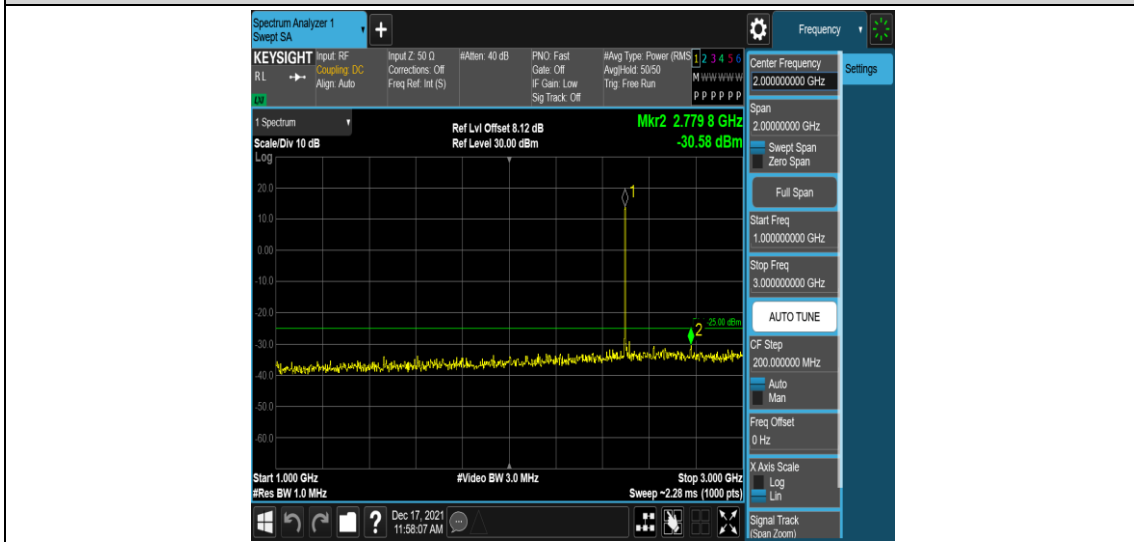 Spectrum Analyzer 1
Swept SA
+
Frequency
KEYSIGHT
RL
LXI
Input: RF
Coupling: DC
Align: Auto
Input Z: 50 Ω
Corrections: Off
Freq Ref: Int (S)
#Atten: 40 dB
PNO: Fast
Gate: Off
IF Gain: Low
Sig Track: Off
#Avg Type: Power (RMS
Avg|Hold: 50/50
Trig: Free Run
1 2 3 4 5 6
M W W W W W
P P P P P P
1 Spectrum
Scale/Div 10 dB
Log
Ref Lvl Offset 8.12 dB
Ref Level 30.00 dBm
Mkr2 2.779 8 GHz
-30.58 dBm
20.0
10.0
0.00
-10.0
-20.0
-30.0
-40.0
-50.0
-60.0
1
2
-25.00 dBm
Start 1.000 GHz
#Res BW 1.0 MHz
#Video BW 3.0 MHz
Stop 3.000 GHz
Sweep ~2.28 ms (1000 pts)
?
Dec 17, 2021
11:58:07 AM
Center Frequency
2.000000000 GHz
Settings
Span
2.00000000 GHz
Swept Span
Zero Span
Full Span
Start Freq
1.000000000 GHz
Stop Freq
3.000000000 GHz
AUTO TUNE
CF Step
200.000000 MHz
Auto
Man
Freq Offset
0 Hz
X Axis Scale
Log
Lin
Signal Track
(Span Zoom)